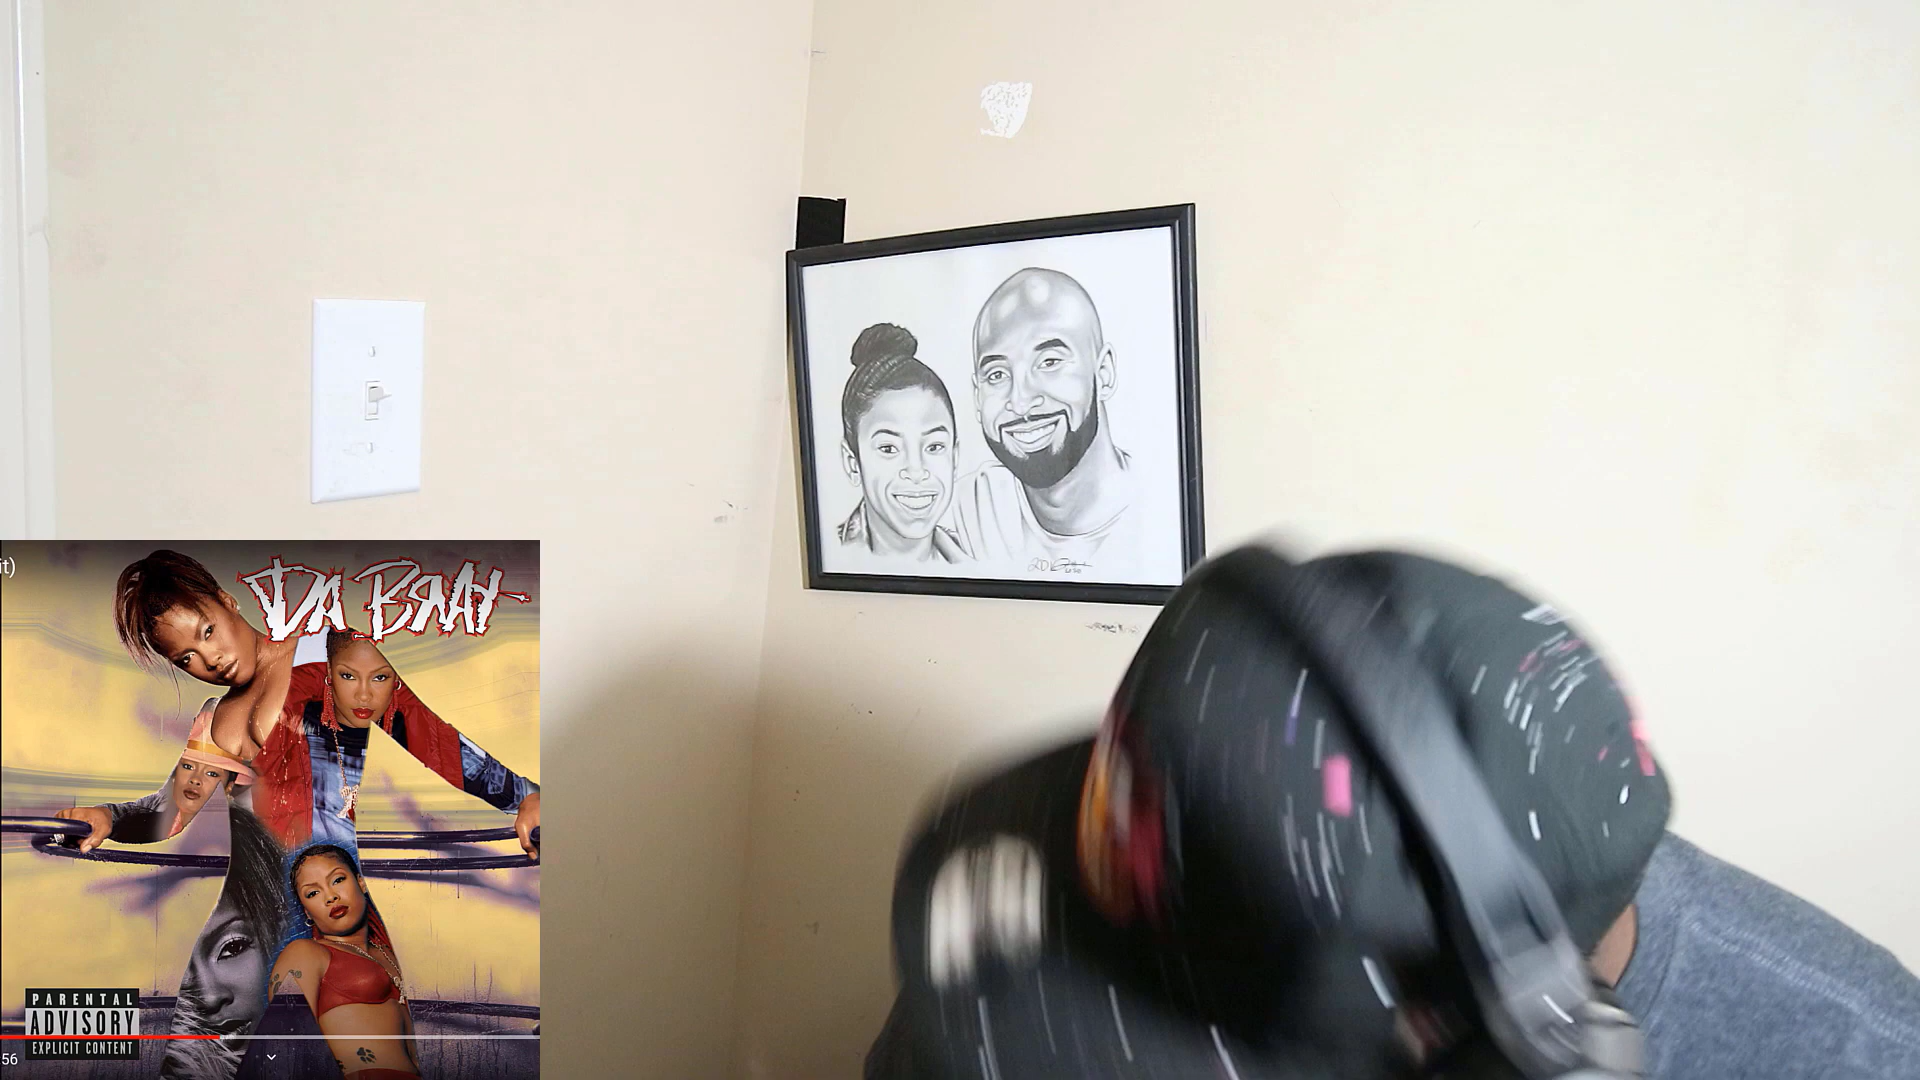 it)
DA BRAT
PARENTAL
ADVISORY
EXPLICIT CONTENT
56